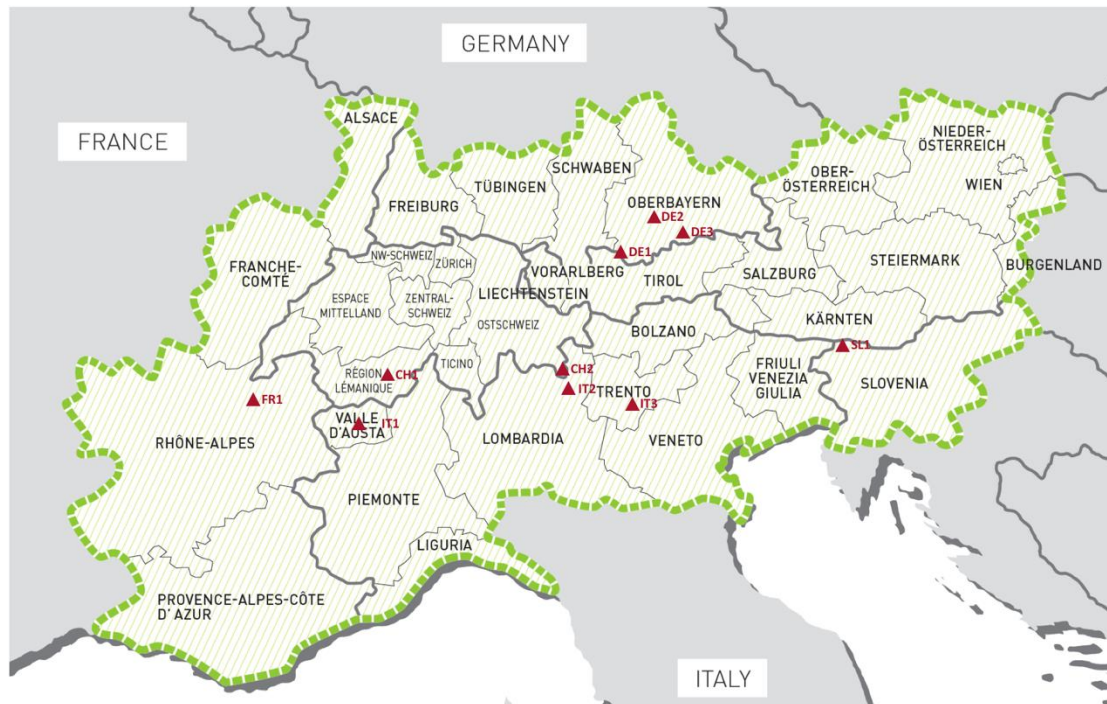 GERMANY
FRANCE
ALSACE
NIEDER-
ÖSTERREICH
SCHWABEN
OBER-
ÖSTERREICH
TÜBINGEN
WIEN
FREIBURG
OBERBAYERN
DE2
DE3
DE1
NW-SCHWEIZ
ZÜRICH
STEIERMARK
FRANCHE-
COMTÉ
VORARLBERG
TIROL
SALZBURG
BURGENLAND
LIECHTENSTEIN
ESPACE
MITTELLAND
ZENTRAL-
SCHWEIZ
OSTSCHWEIZ
BOLZANO
KÄRNTEN
SL1
TICINO
RÉGION
LÉMANIQUE
CH1
CH2
IT2
TRENTO
IT3
FRIULI
VENEZIA
GIULIA
SLOVENIA
FR1
VALLE
D'AOSTA
IT1
RHÔNE-ALPES
LOMBARDIA
VENETO
PIEMONTE
LIGURIA
PROVENCE-ALPES-CÔTE
D' AZUR
ITALY